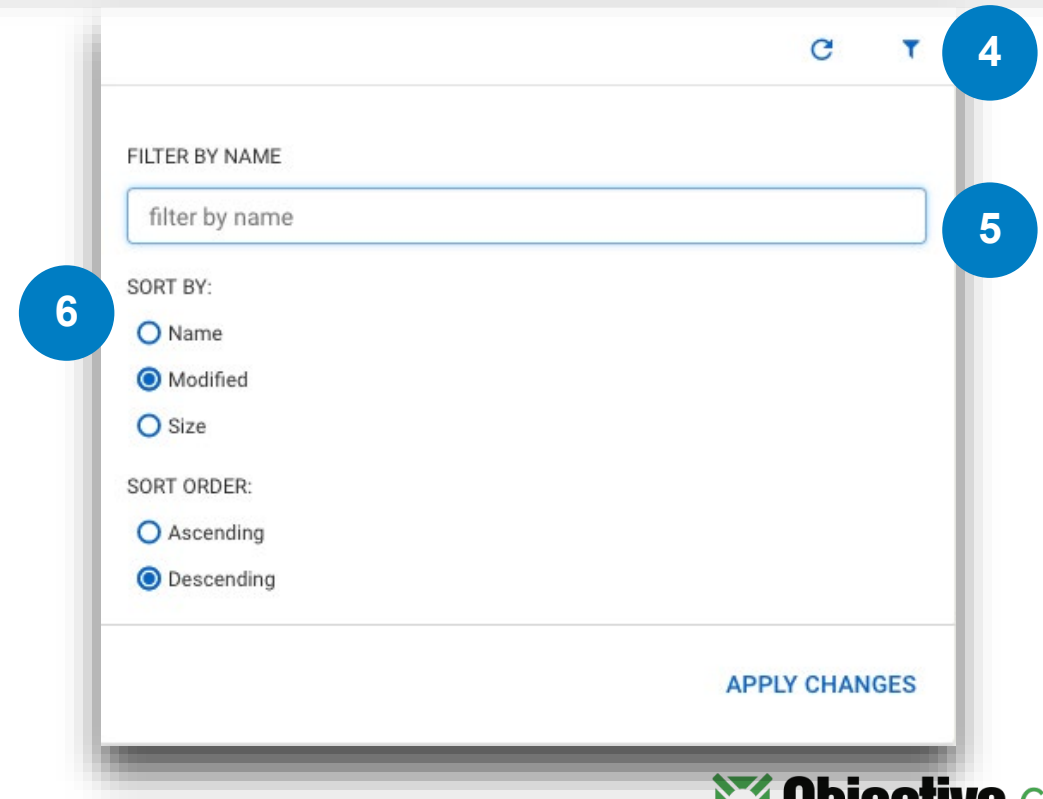 4
FILTER BY NAME
filter by name
5
6
SORT BY:
Name
Modified
Size
SORT ORDER:
Ascending
Descending
APPLY CHANGES